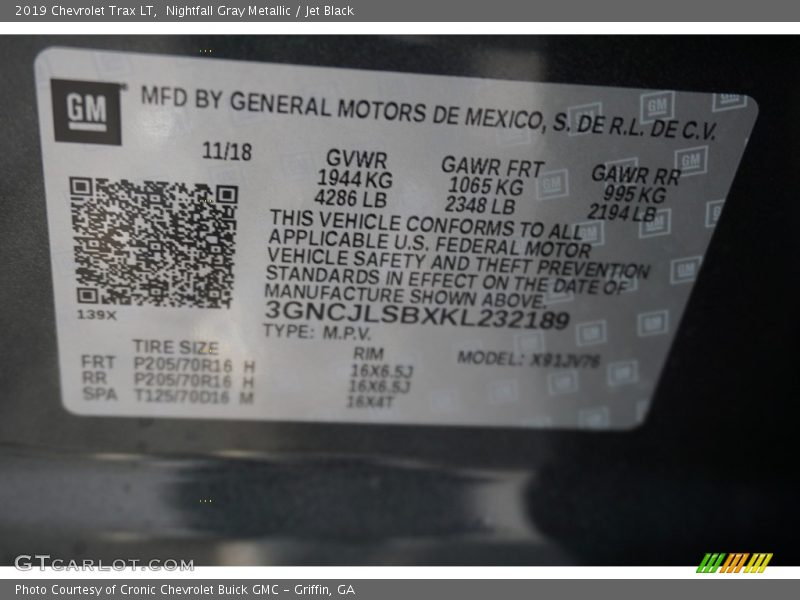 2019 Chevrolet Trax LT,  Nightfall Gray Metallic / Jet Black
GM
MFD BY GENERAL MOTORS DE MEXICO, S. DE R.L. DE C.V.
11/18
GVWR
1944 KG
4286 LB
GAWR FRT
1065 KG
2348 LB
GAWR RR
995 KG
2194 LB
THIS VEHICLE CONFORMS TO ALL
APPLICABLE U.S. FEDERAL MOTOR
VEHICLE SAFETY AND THEFT PREVENTION
STANDARDS IN EFFECT ON THE DATE OF
MANUFACTURE SHOWN ABOVE.
3GNCJLSBXKL232189
TYPE: M.P.V.
139X
TIRE SIZE
FRT P205/70R16 H
RR P205/70R16 H
SPA T125/70D16 M
RIM
16X6.5J
16X6.5J
16X4T
MODEL: X91JV76
GTCARLOT.COM
Photo Courtesy of Cronic Chevrolet Buick GMC – Griffin, GA